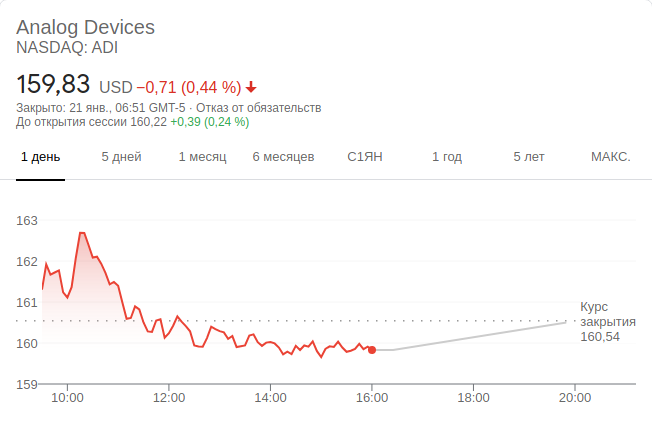 Analog Devices
NASDAQ: ADI
159,83 USD −0,71 (0,44 %)
Закрыто: 21 янв., 06:51 GMT-5 · Отказ от обязательств
До открытия сессии 160,22 +0,39 (0,24 %)
1 день 5 дней 1 месяц 6 месяцев С1ЯН 1 год 5 лет МАКС.
163
162
161
160
159
Курс
закрытия
160,54
10:00 12:00 14:00 16:00 18:00 20:00